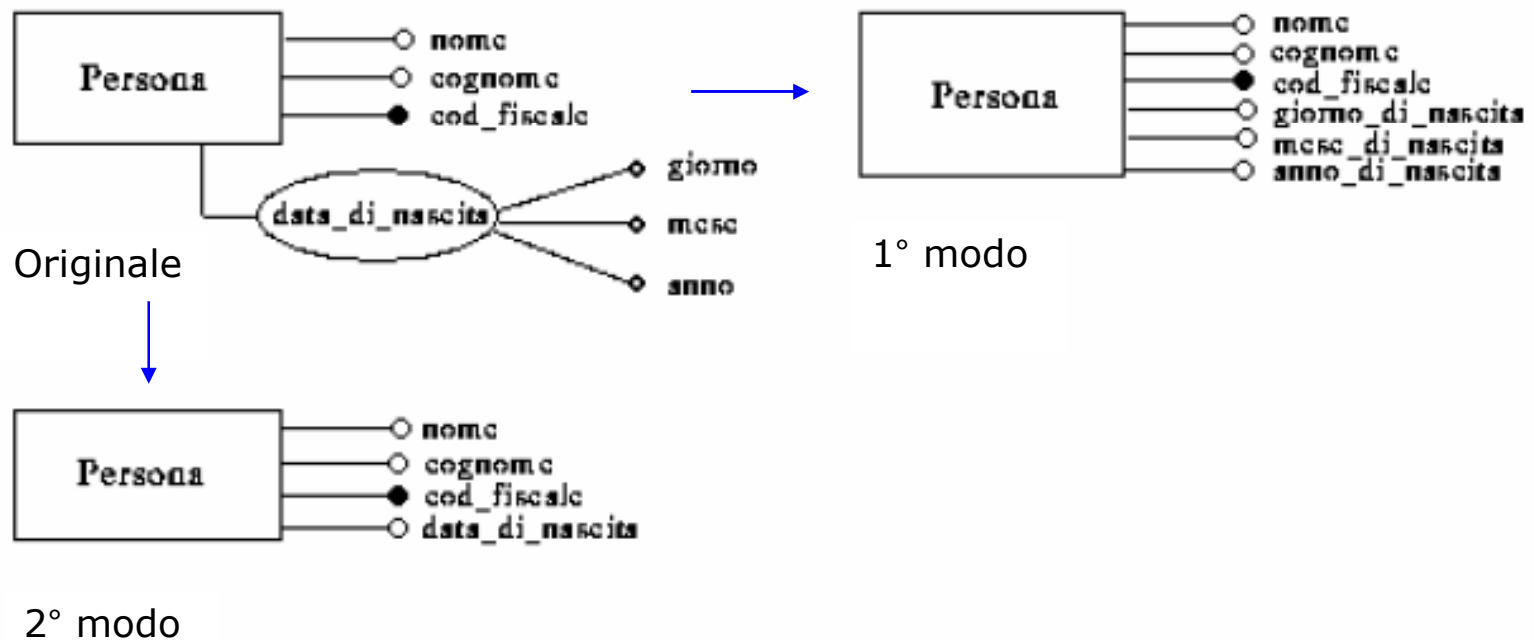 Persona
nome
cognome
cod_fiscale
data_di_nascita
giorno
mese
anno
Originale
Persona
nome
cognome
cod_fiscale
giorno_di_nascita
mese_di_nascita
anno_di_nascita
1° modo
Persona
nome
cognome
cod_fiscale
data_di_nascita
2° modo